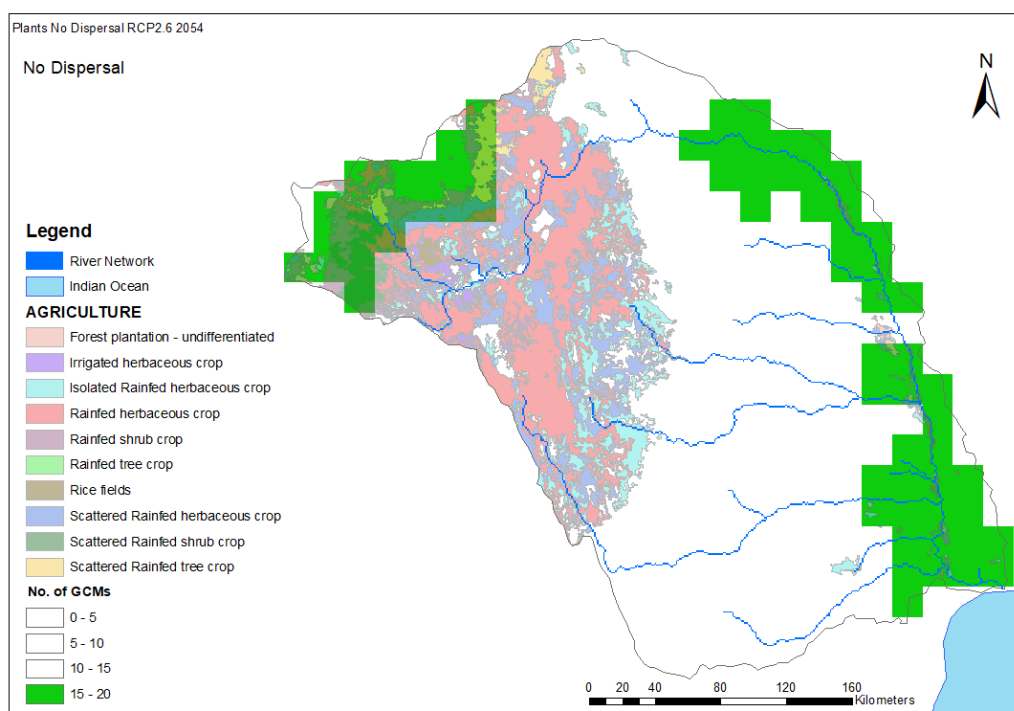 Plants No Dispersal RCP2.6 2054
No Dispersal
N
Legend
River Network
Indian Ocean
AGRICULTURE
Forest plantation - undifferentiated
Irrigated herbaceous crop
Isolated Rainfed herbaceous crop
Rainfed herbaceous crop
Rainfed shrub crop
Rainfed tree crop
Rice fields
Scattered Rainfed herbaceous crop
Scattered Rainfed shrub crop
Scattered Rainfed tree crop
No. of GCMs
0 - 5
5 - 10
10 - 15
15 - 20
0 20 40 80 120 160
Kilometers